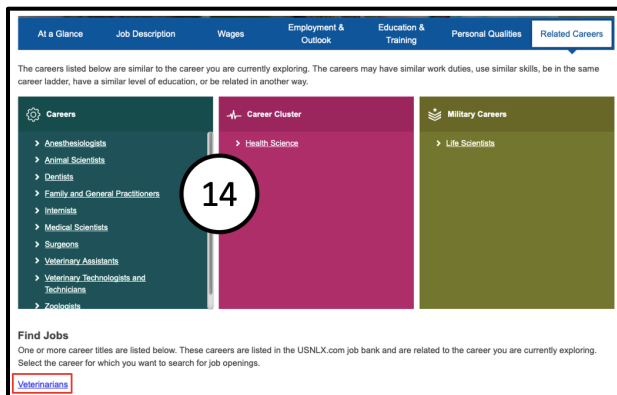 At a Glance
Job Description
Wages
Employment &
Outlook
Education &
Training
Personal Qualities
Related Careers
The careers listed below are similar to the career you are currently exploring. The careers may have similar work duties, use similar skills, be in the same
career ladder, have a similar level of education, or be related in another way.
Careers
Anesthesiologists
Animal Scientists
Dentists
Family and General Practitioners
Internists
Medical Scientists
Surgeons
Veterinary Assistants
Veterinary Technologists and
Technicians
Zoologists
14
Career Cluster
Health Science
Military Careers
Life Scientists
Find Jobs
One or more career titles are listed below. These careers are listed in the USNLX.com job bank and are related to the career you are currently exploring.
Select the career for which you want to search for job openings.
Veterinarians